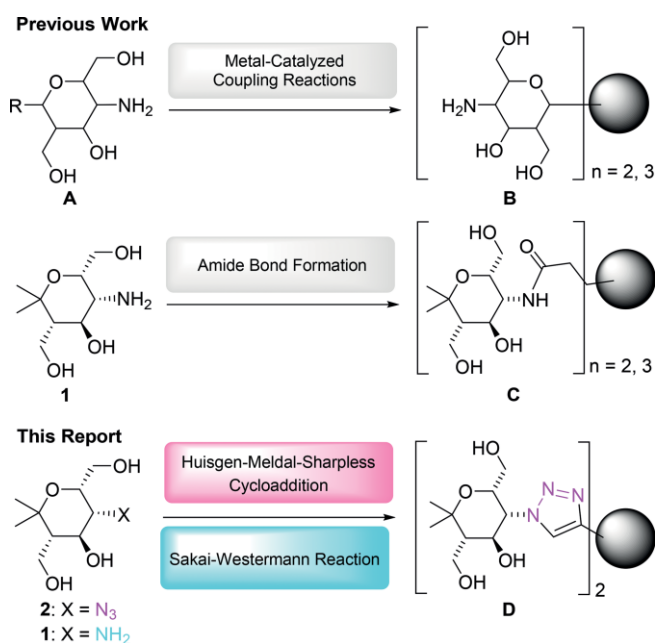 Previous Work
OH
O
R
NH2
OH
OH
A
Metal-Catalyzed
Coupling Reactions
OH
O
H2N
HO
OH
n = 2, 3
B
OH
O
NH2
OH
OH
1
Amide Bond Formation
HO
O
O
NH
OH
OH
n = 2, 3
C
This Report
OH
O
X
OH
OH
2: X = N3
1: X = NH2
Huisgen-Meldal-Sharpless
Cycloaddition
Sakai-Westermann Reaction
HO
O
N
N
N
OH
OH
2
D